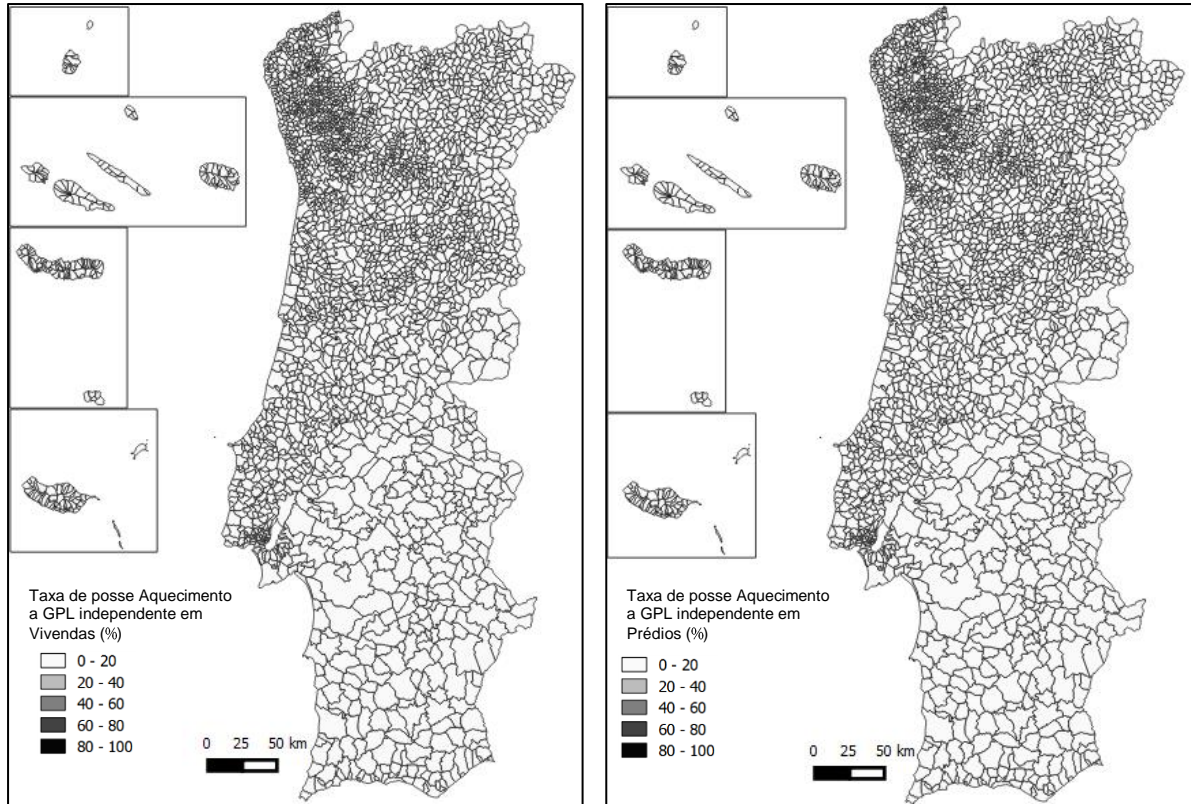 Taxa de posse Aquecimento
a GPL independente em
Vivendas (%)
0 - 20
20 - 40
40 - 60
60 - 80
80 - 100
0 25 50 km
Taxa de posse Aquecimento
a GPL independente em
Prédios (%)
0 - 20
20 - 40
40 - 60
60 - 80
80 - 100
0 25 50 km